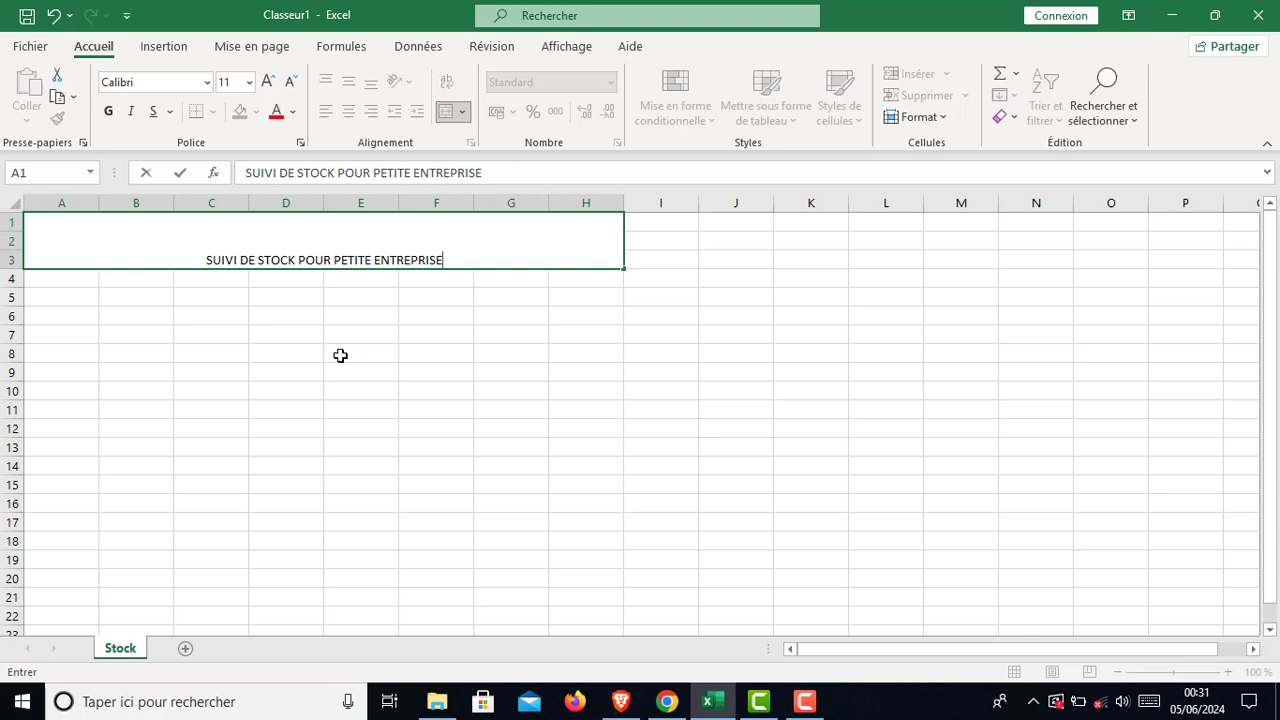 Classeur1 - Excel
Rechercher
Connexion
Fichier Accueil Insertion Mise en page Formules Données Révision Affichage Aide
Partager
Coller
Calibri 11
G I S A
ab
Standard
% 000
Mise en forme conditionnelle
Mettre sous forme de tableau
Styles de cellules
Insérer
Supprimer
Format
Trier et filtrer
Rechercher et sélectionner
Presse-papiers Police Alignement Nombre Styles Cellules Édition
A1 fx SUIVI DE STOCK POUR PETITE ENTREPRISE
A B C D E F G H I J K L M N O P
1
2
3 SUIVI DE STOCK POUR PETITE ENTREPRISE
4
5
6
7
8
9
10
11
12
13
14
15
16
17
18
19
20
21
22
23
Stock
Entrer
100 %
Taper ici pour rechercher
00:31
05/06/2024